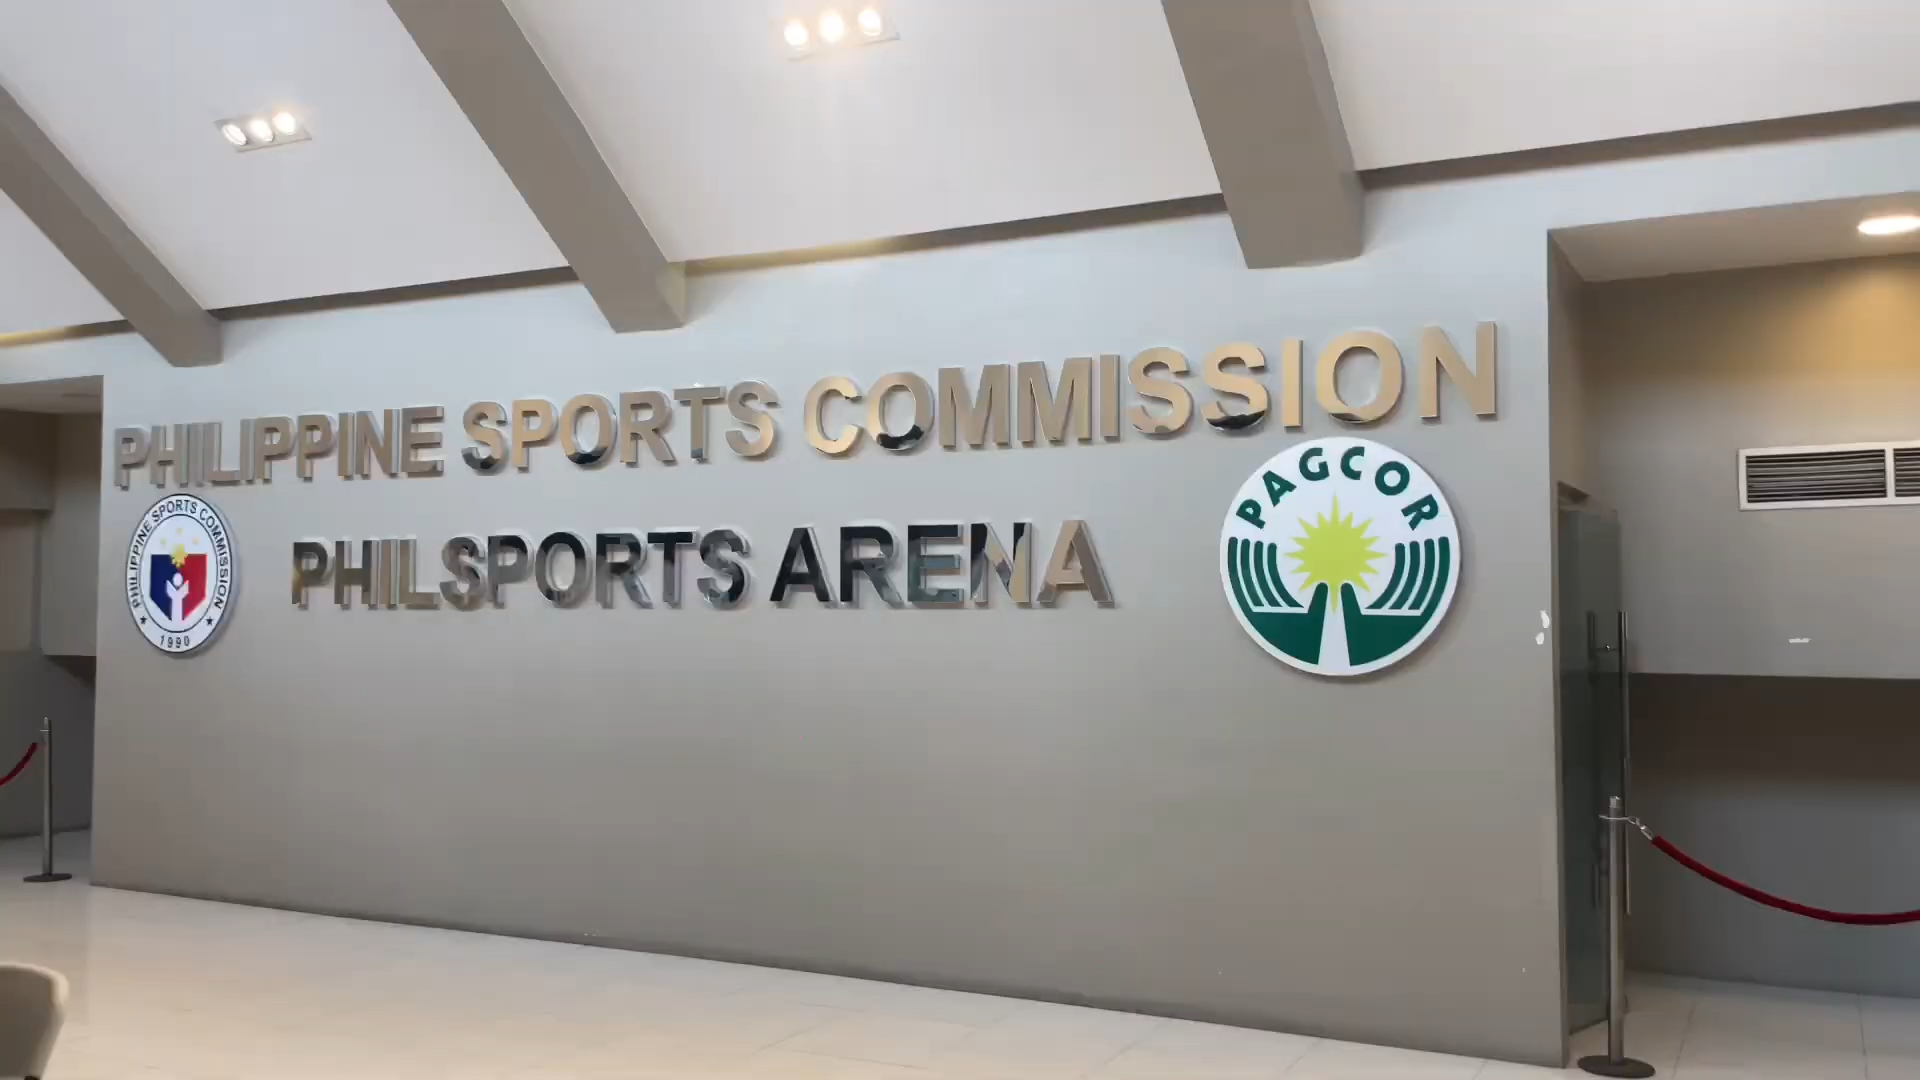 PHILIPPINE SPORTS COMMISSION
PHILSPORTS ARENA
PHILIPPINE SPORTS COMMISSION
1990
PAGCOR